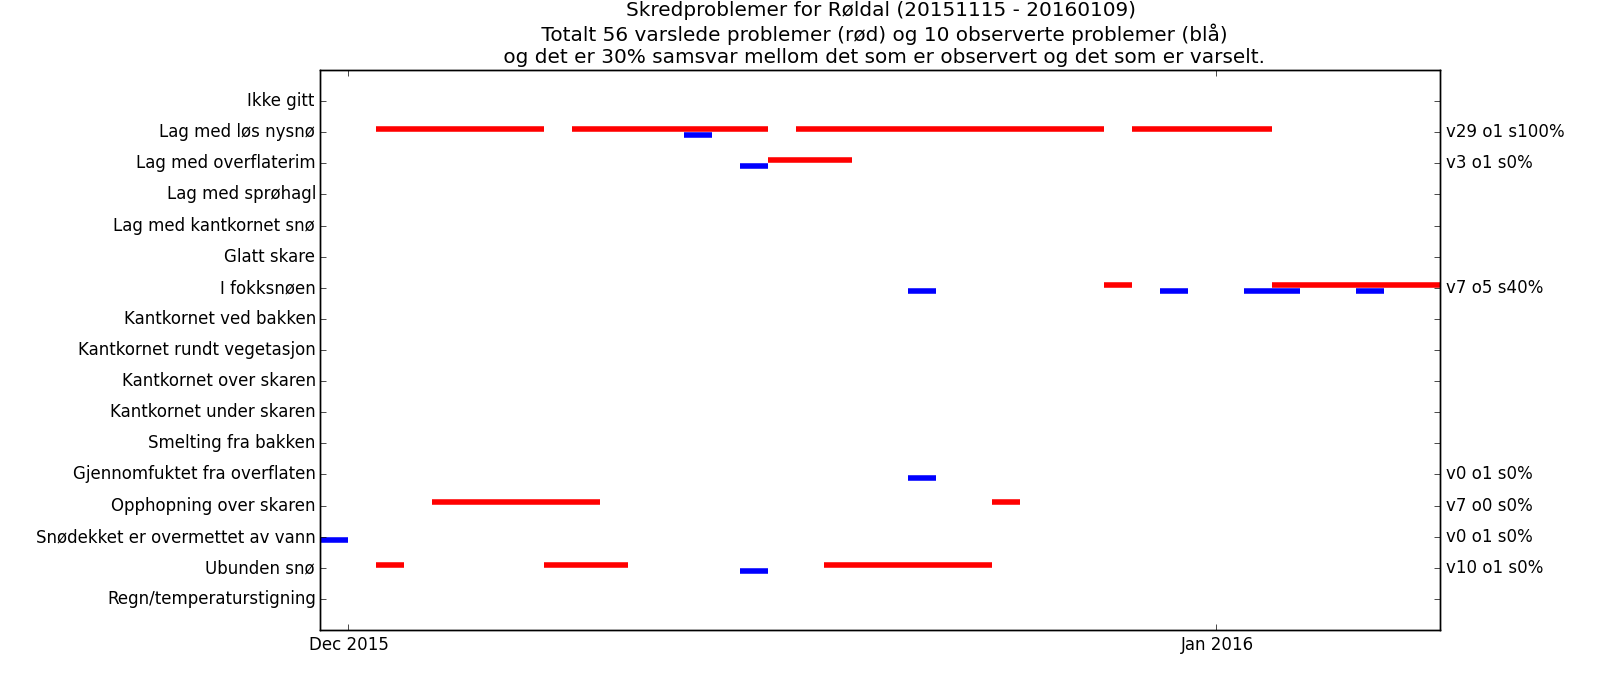 Skredproblemer for Røldal (20151115 - 20160109)
Totalt 56 varslede problemer (rød) og 10 observerte problemer (blå)
og det er 30% samsvar mellom det som er observert og det som er varselt.
Ikke gitt
Lag med løs nysnø v29 o1 s100%
Lag med overflaterim v3 o1 s0%
Lag med sprøhagl
Lag med kantkornet snø
Glatt skare
I fokksnøen v7 o5 s40%
Kantkornet ved bakken
Kantkornet rundt vegetasjon
Kantkornet over skaren
Kantkornet under skaren
Smelting fra bakken
Gjennomfuktet fra overflaten v0 o1 s0%
Opphopning over skaren v7 o0 s0%
Snødekket er overmettet av vann v0 o1 s0%
Ubunden snø v10 o1 s0%
Regn/temperaturstigning
Dec 2015 Jan 2016